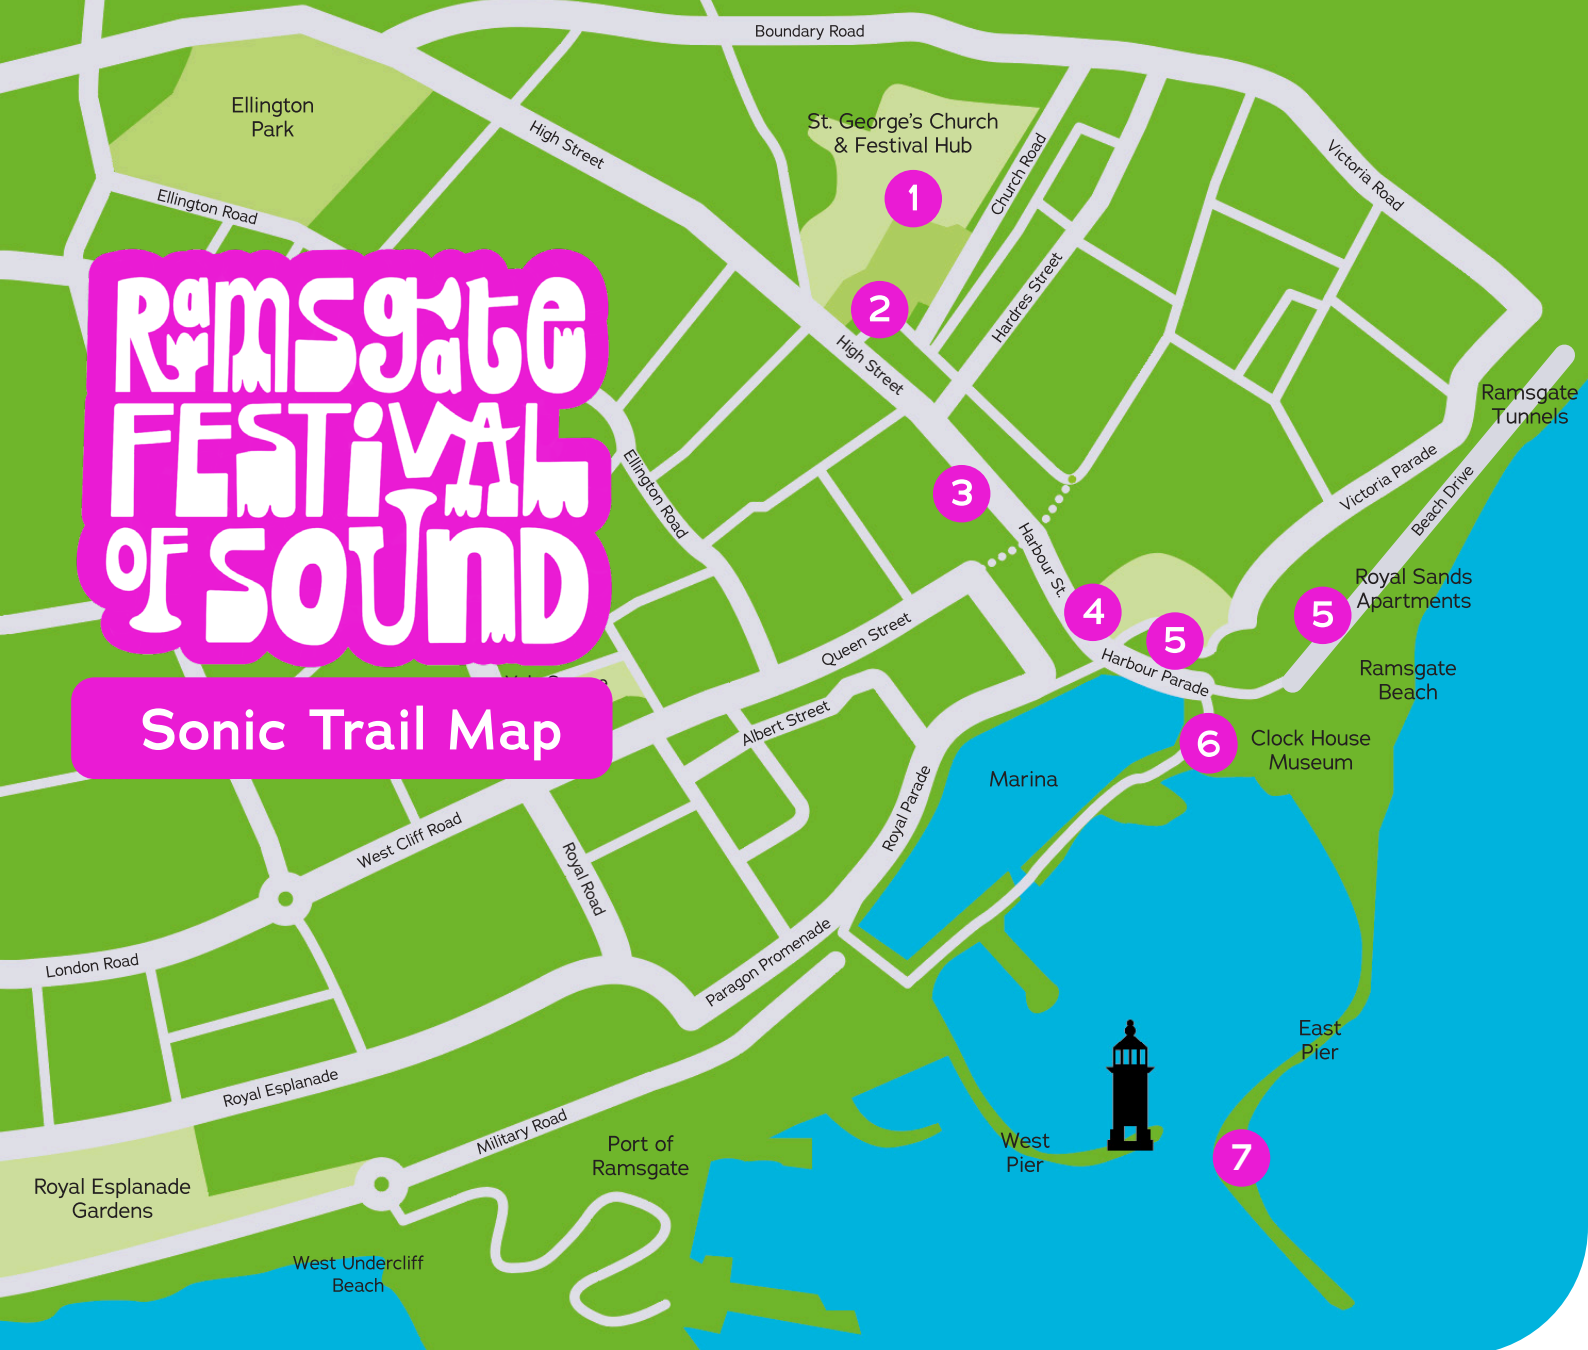 Boundary Road
Ellington
Park
St. George's Church
& Festival Hub
High Street
Church Road
Victoria Road
1
Ellington Road
Hardres Street
2
Ramsgate
FESTiVAL
OF SOUND
High Street
Ramsgate
Tunnels
Ellington Road
3
Victoria Parade
Beach Drive
Harbour St.
Royal Sands
Apartments
4
5
5
Queen Street
Harbour Parade
Ramsgate
Beach
Sonic Trail Map
Albert Street
6
Clock House
Museum
Marina
Royal Parade
West Cliff Road
Royal Road
London Road
Paragon Promenade
East
Pier
Royal Esplanade
Military Road
Port of
Ramsgate
West
Pier
7
Royal Esplanade
Gardens
West Undercliff
Beach